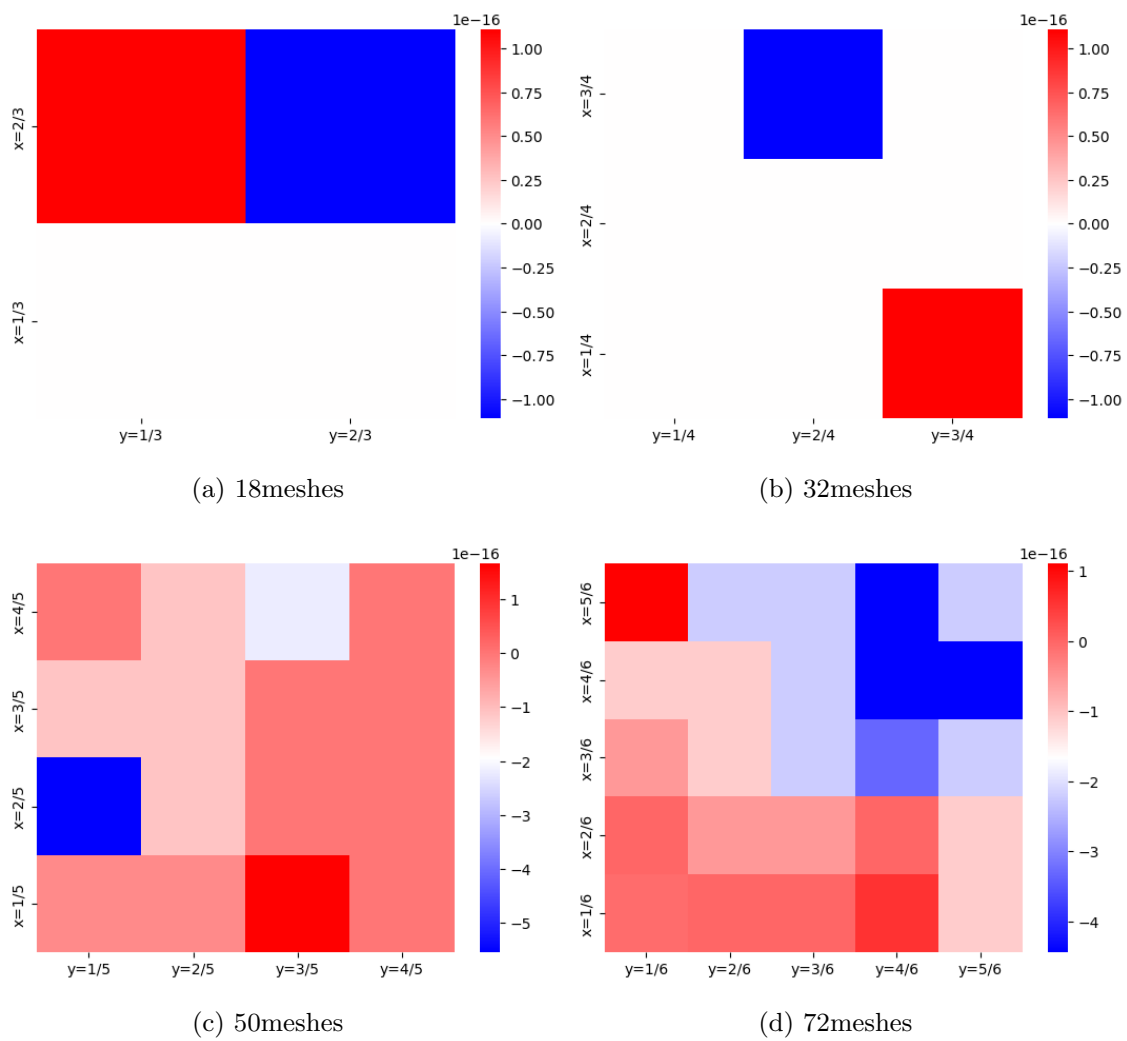 1e−16
x=2/3
x=1/3
y=1/3 y=2/3
1.00
0.75
0.50
0.25
0.00
−0.25
−0.50
−0.75
−1.00
(a) 18meshes
1e−16
x=3/4
x=2/4
x=1/4
y=1/4 y=2/4 y=3/4
1.00
0.75
0.50
0.25
0.00
−0.25
−0.50
−0.75
−1.00
(b) 32meshes
1e−16
x=4/5
x=3/5
x=2/5
x=1/5
y=1/5 y=2/5 y=3/5 y=4/5
1
0
−1
−2
−3
−4
−5
(c) 50meshes
1e−16
x=5/6
x=4/6
x=3/6
x=2/6
x=1/6
y=1/6 y=2/6 y=3/6 y=4/6 y=5/6
1
0
−1
−2
−3
−4
(d) 72meshes